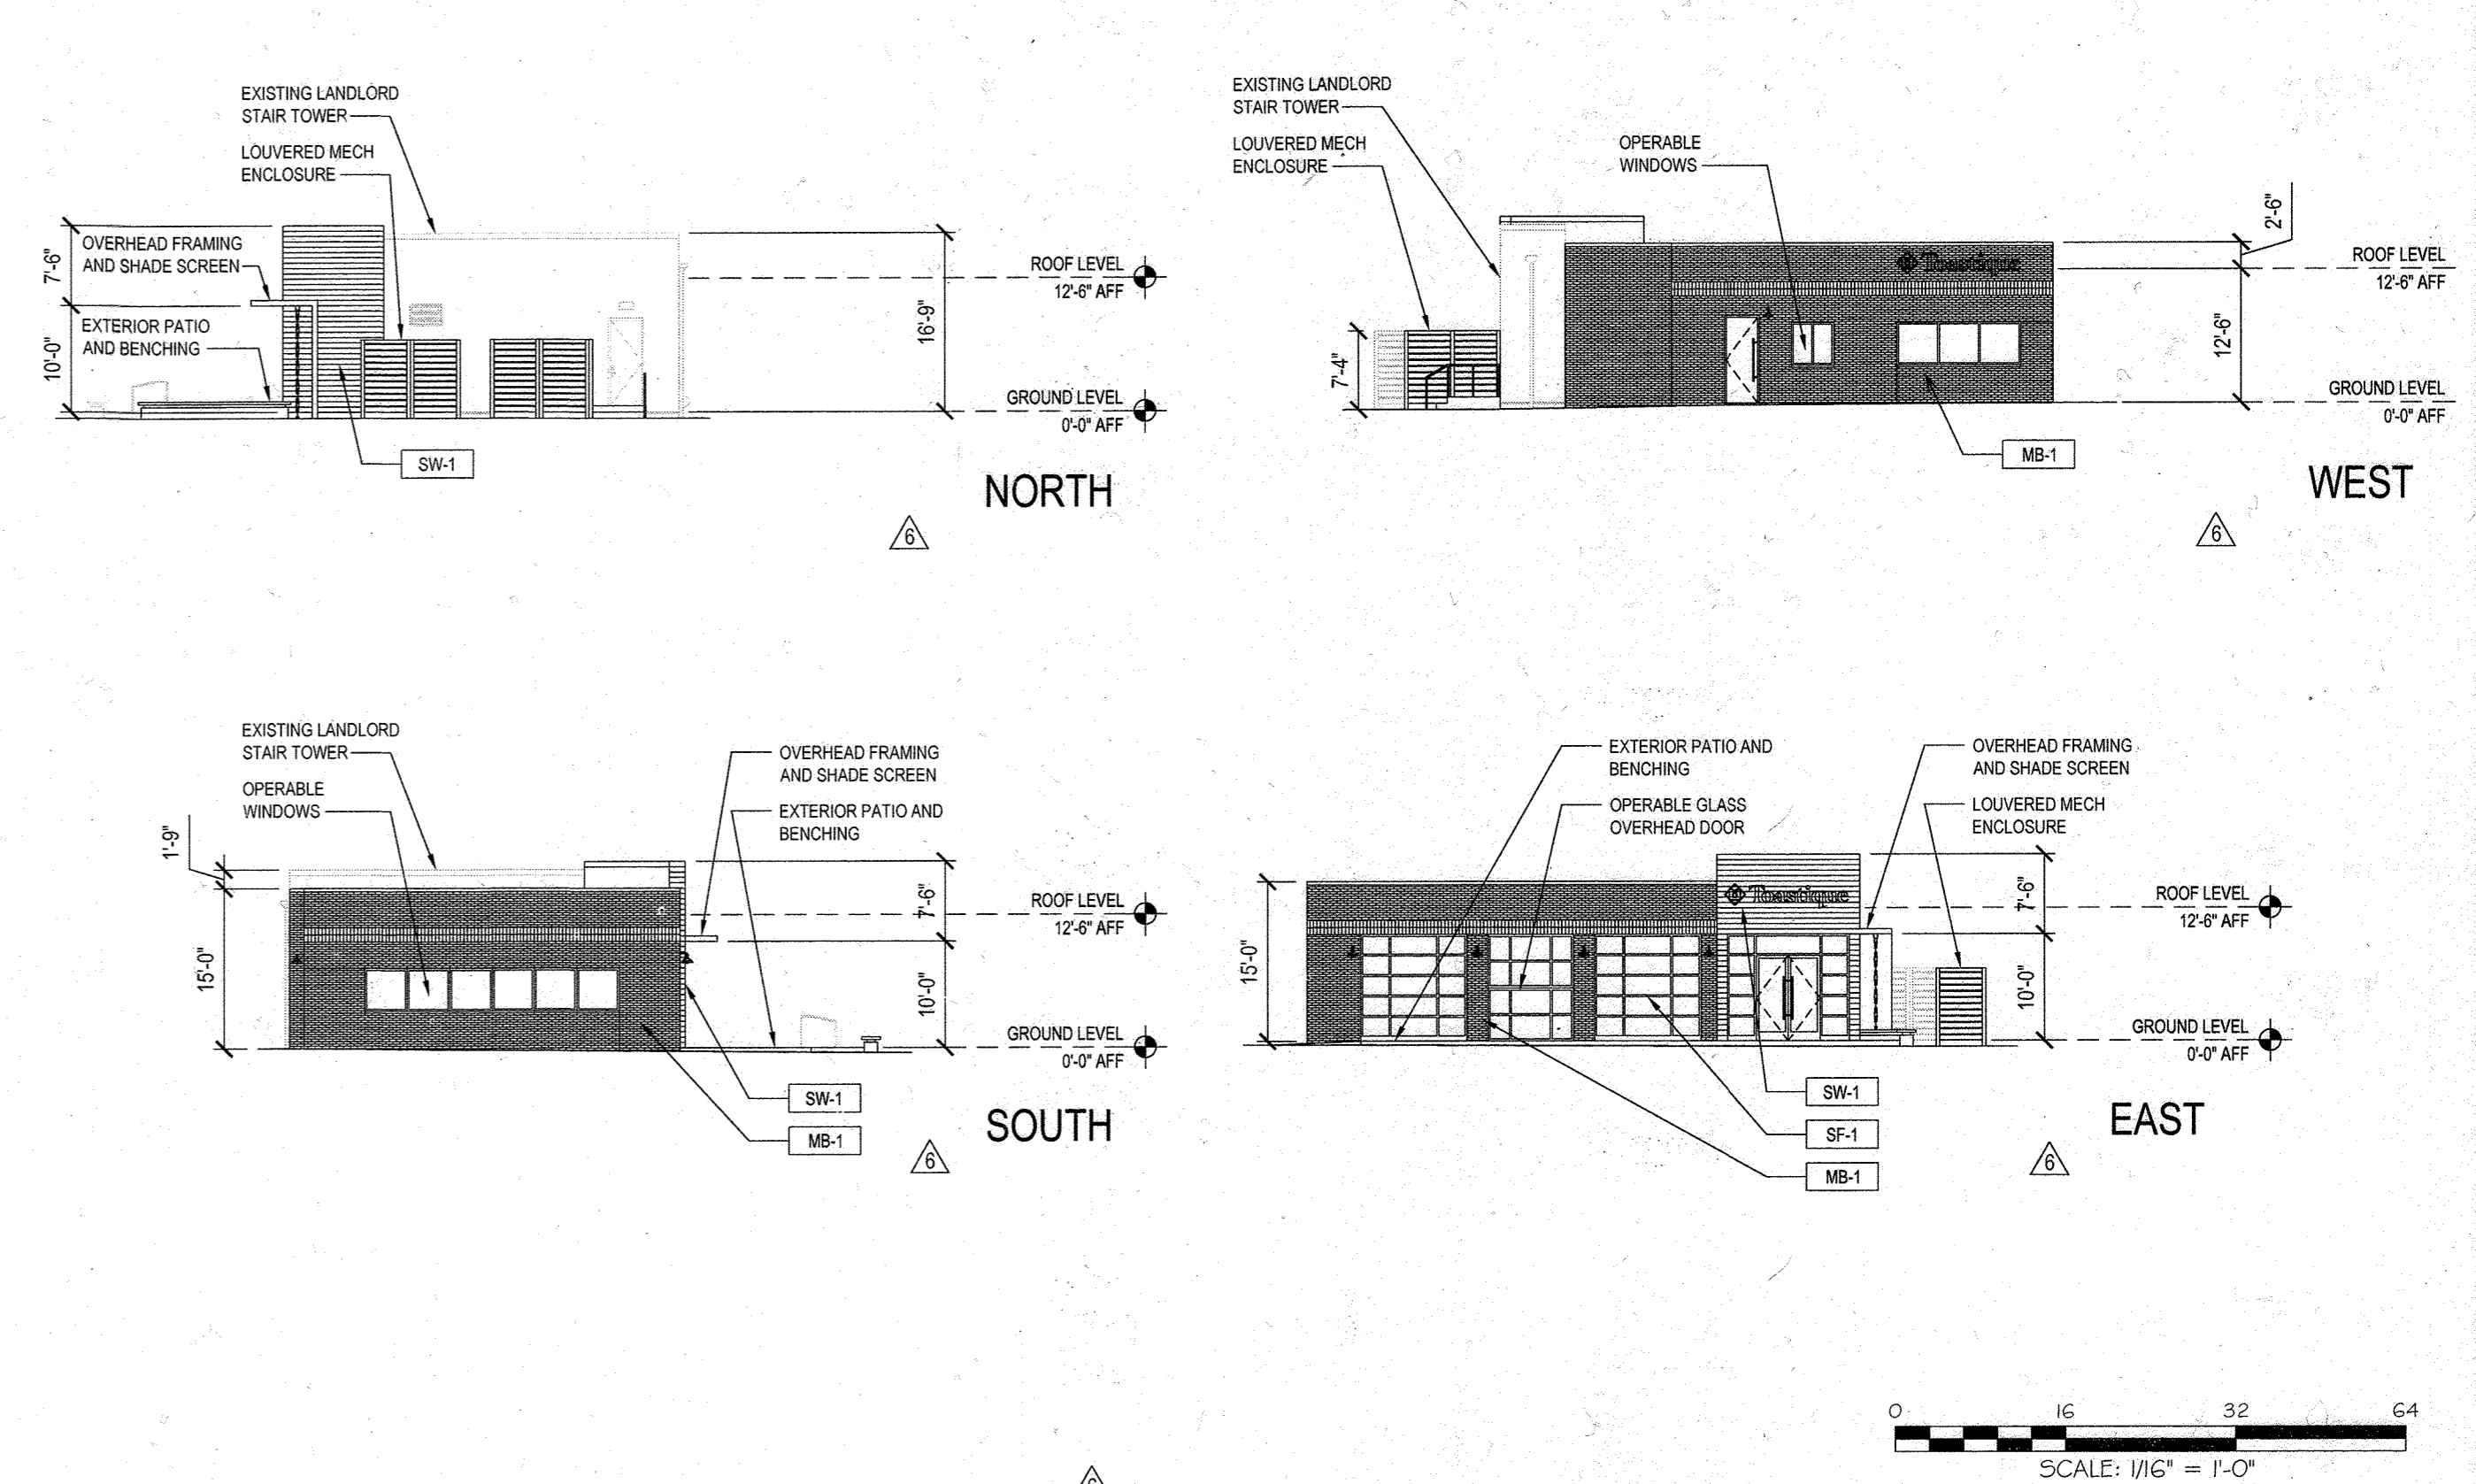 EXISTING LANDLORD
STAIR TOWER
LOUVERED MECH
ENCLOSURE
OVERHEAD FRAMING
AND SHADE SCREEN
EXTERIOR PATIO
AND BENCHING
7'-6"
10'-0"
16'-9"
ROOF LEVEL
12'-6" AFF
GROUND LEVEL
0'-0" AFF
SW-1
NORTH
6
EXISTING LANDLORD
STAIR TOWER
LOUVERED MECH
ENCLOSURE
OPERABLE
WINDOWS
Toastique
7'-4"
2'-6"
12'-6"
ROOF LEVEL
12'-6" AFF
GROUND LEVEL
0'-0" AFF
MB-1
WEST
6
EXISTING LANDLORD
STAIR TOWER
OPERABLE
WINDOWS
OVERHEAD FRAMING
AND SHADE SCREEN
EXTERIOR PATIO AND
BENCHING
1'-9"
15'-0"
7'-6"
10'-0"
ROOF LEVEL
12'-6" AFF
GROUND LEVEL
0'-0" AFF
SW-1
MB-1
SOUTH
6
EXTERIOR PATIO AND
BENCHING
OPERABLE GLASS
OVERHEAD DOOR
OVERHEAD FRAMING
AND SHADE SCREEN
LOUVERED MECH
ENCLOSURE
Toastique
15'-0"
7'-6"
10'-0"
ROOF LEVEL
12'-6" AFF
GROUND LEVEL
0'-0" AFF
SW-1
SF-1
MB-1
EAST
6
0 16 32 64
SCALE: 1/16" = 1'-0"